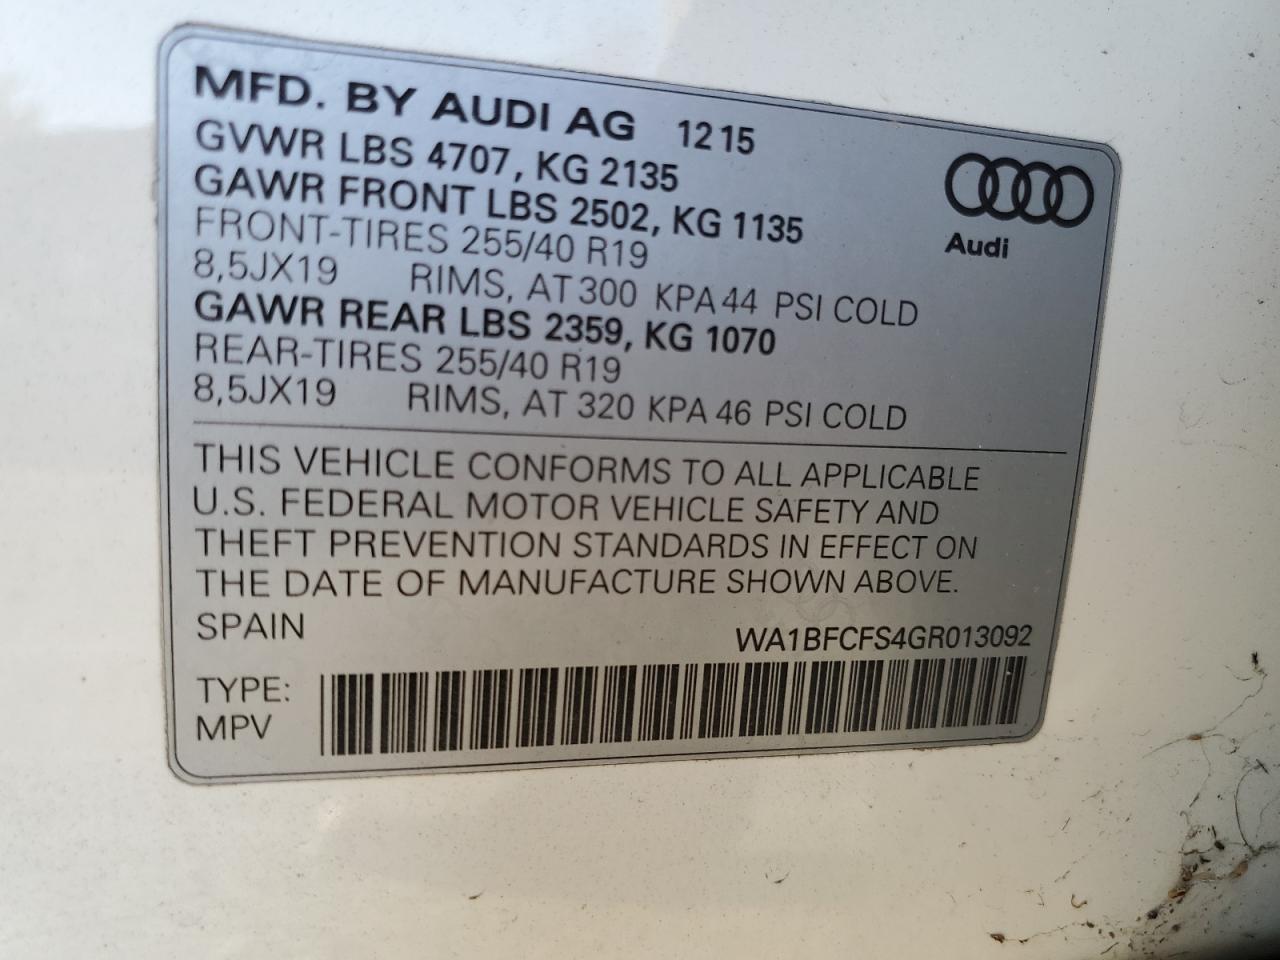 MFD. BY AUDI AG 12 15
GVWR LBS 4707, KG 2135
GAWR FRONT LBS 2502, KG 1135
FRONT-TIRES 255/40 R19
8,5JX19 RIMS, AT 300 KPA 44 PSI COLD
GAWR REAR LBS 2359, KG 1070
REAR-TIRES 255/40 R19
8,5JX19 RIMS, AT 320 KPA 46 PSI COLD
Audi
THIS VEHICLE CONFORMS TO ALL APPLICABLE
U.S. FEDERAL MOTOR VEHICLE SAFETY AND
THEFT PREVENTION STANDARDS IN EFFECT ON
THE DATE OF MANUFACTURE SHOWN ABOVE.
SPAIN WA1BFCFS4GR013092
TYPE:
MPV